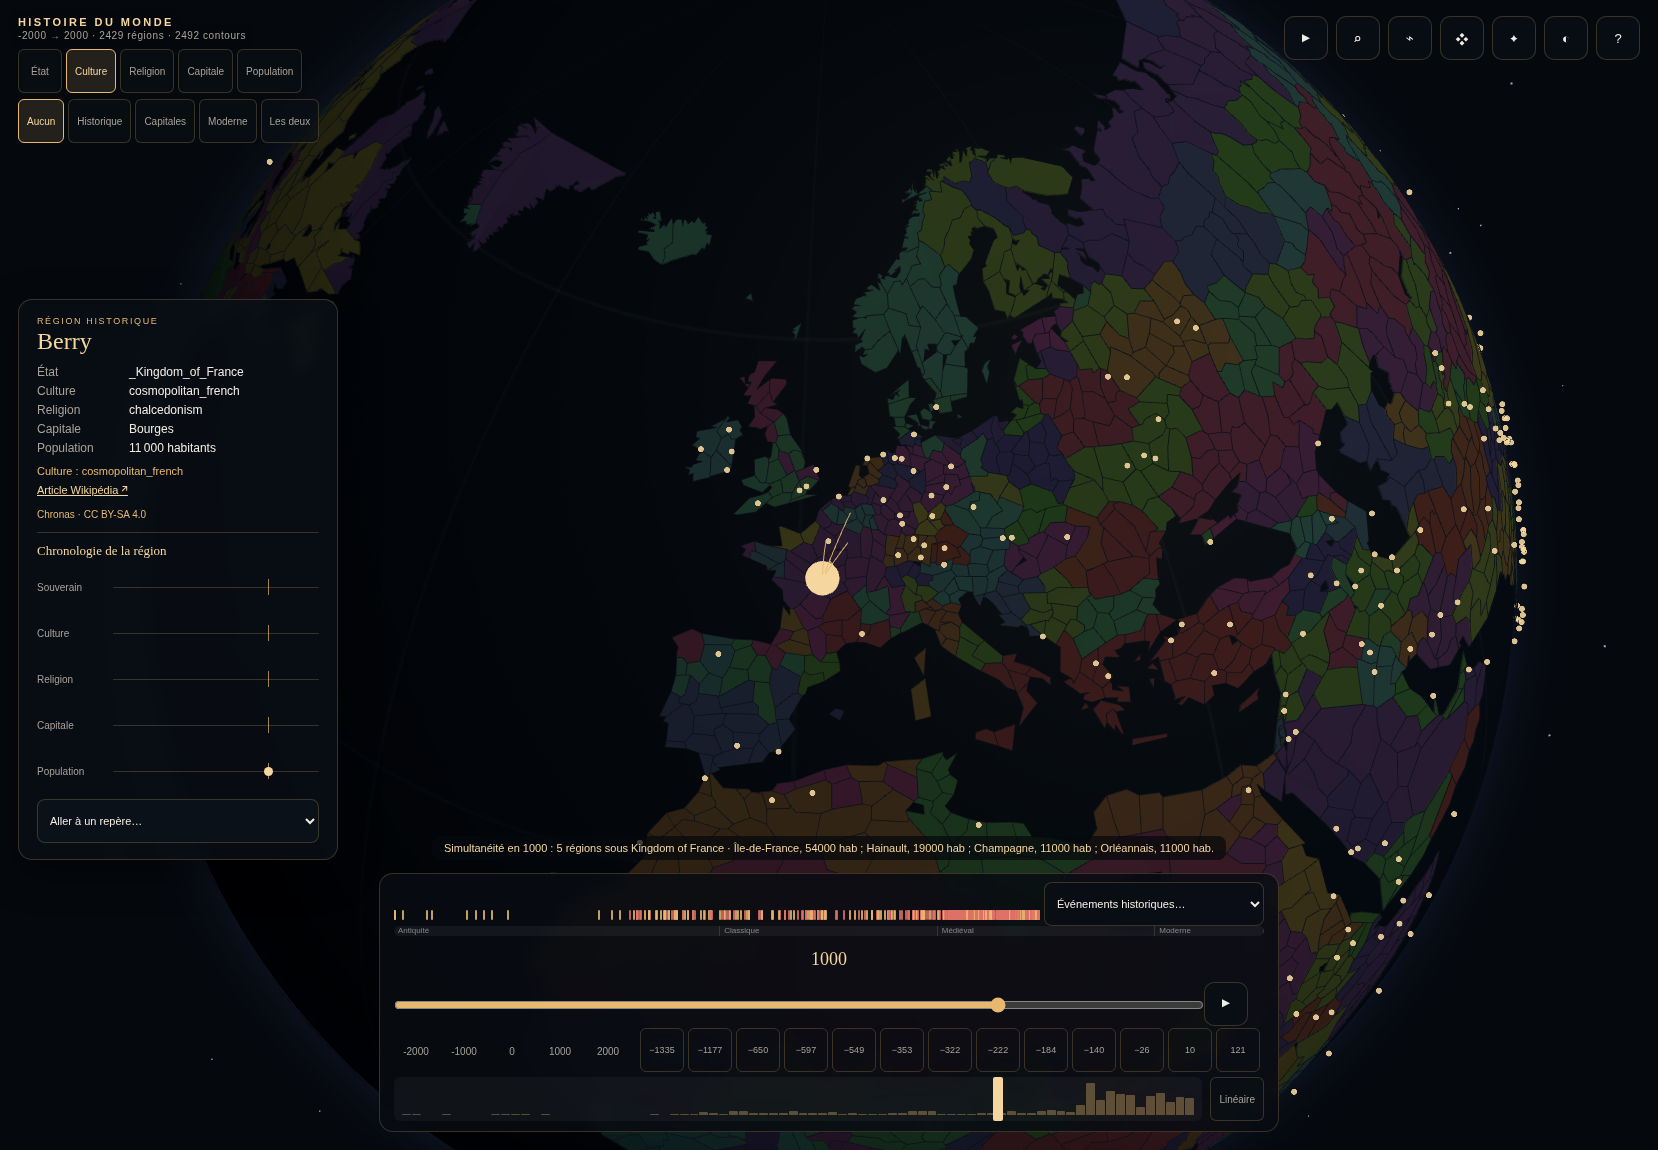 HISTOIRE DU MONDE
-2000 → 2000 · 2429 régions · 2492 contours
État Culture Religion Capitale Population
Aucun Historique Capitales Moderne Les deux
?
RÉGION HISTORIQUE
Berry
État _Kingdom_of_France
Culture cosmopolitan_french
Religion chalcedonism
Capitale Bourges
Population 11 000 habitants
Culture : cosmopolitan_french
Article Wikipédia ↗
Chronas · CC BY-SA 4.0
Chronologie de la région
Souverain
Culture
Religion
Capitale
Population
Aller à un repère…
Simultanéité en 1000 : 5 régions sous Kingdom of France · Île-de-France, 54000 hab ; Hainault, 19000 hab ; Champagne, 11000 hab ; Orléannais, 11000 hab.
Événements historiques…
Antiquité Classique Médiéval Moderne
1000
-2000 -1000 0 1000 2000 −1335 −1177 −650 −597 −549 −353 −322 −222 −184 −140 −26 10 121
Linéaire